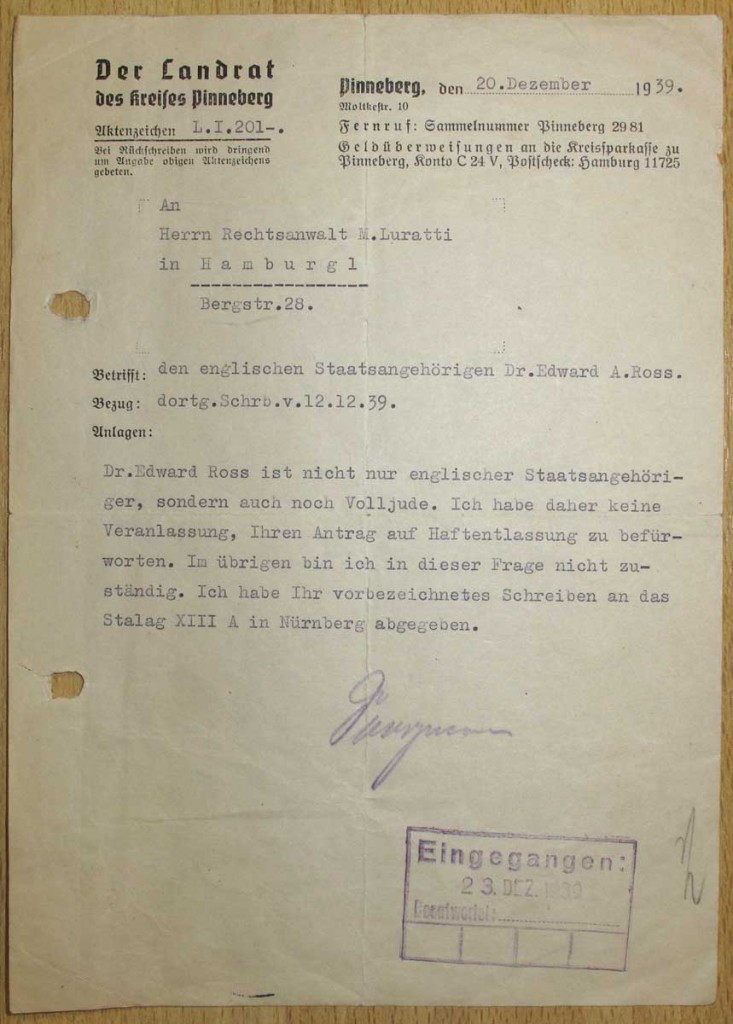 Der Landrat
des Kreises Pinneberg
Aktenzeichen L.I.201-.
Bei Rückschreiben wird dringend
um Angabe obigen Aktenzeichens
gebeten.
Pinneberg, den 20.Dezember 1939.
Moltkestr. 10
Fernruf: Sammelnummer Pinneberg 2981
Geldüberweisungen an die Kreissparkasse zu
Pinneberg, Konto C 24 V, Postscheck: Hamburg 11725
An
Herrn Rechtsanwalt M.Luratti
in Hamburg1
Bergstr.28.
Betrifft: den englischen Staatsangehörigen Dr.Edward A.Ross.
Bezug: dortg.Schrb.v.12.12.39.
Anlagen:
Dr.Edward Ross ist nicht nur englischer Staatsangehöri-
ger, sondern auch noch Volljude. Ich habe daher keine
Veranlassung, Ihren Antrag auf Haftentlassung zu befür-
worten. Im übrigen bin ich in dieser Frage nicht zu-
ständig. Ich habe Ihr vorbezeichnetes Schreiben an das
Stalag XIII A in Nürnberg abgegeben.
Eingegangen:
23. DEZ. 1939
Beantwortet: